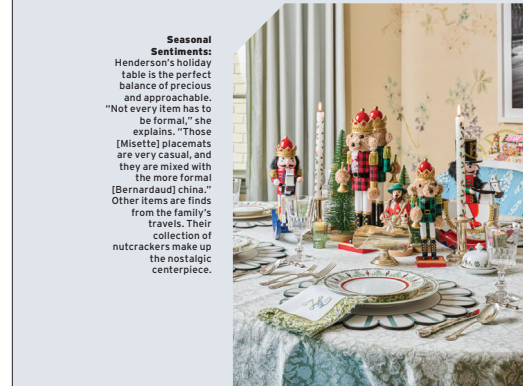 Seasonal
Sentiments:
Henderson's holiday
table is the perfect
balance of precious
and approachable.
"Not every item has to
be formal," she
explains. "Those
[Misette] placemats
are very casual, and
they are mixed with
the more formal
[Bernardaud] china."
Other items are finds
from the family's
travels. Their
collection of
nutcrackers make up
the nostalgic
centerpiece.